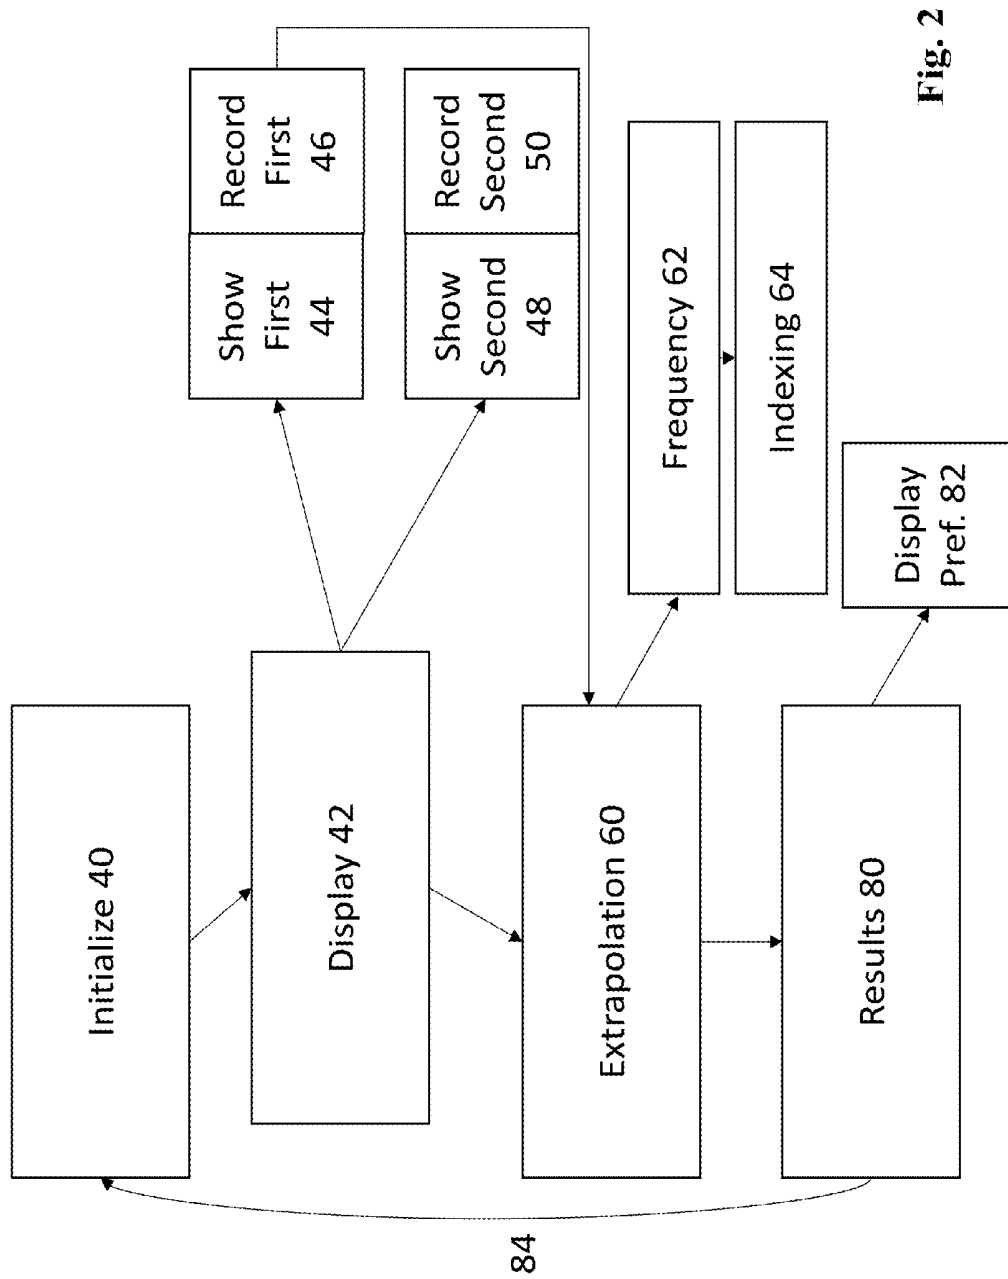 Initialize 40
Display 42
Show
First
44
Record
First
46
Show
Second
48
Record
Second
50
Extrapolation 60
Frequency 62
Indexing 64
Results 80
Display
Pref. 82
84
Fig. 2